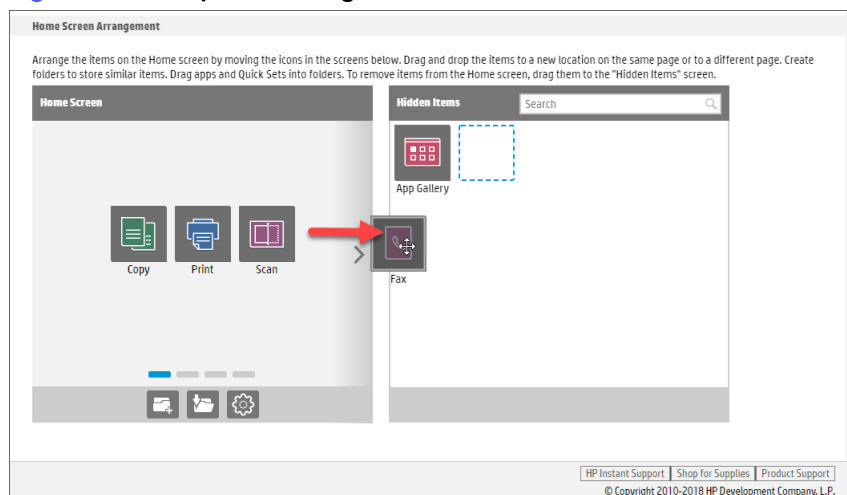 Home Screen Arrangement
Arrange the items on the Home screen by moving the icons in the screens below. Drag and drop the items to a new location on the same page or to a different page. Create
folders to store similar items. Drag apps and Quick Sets into folders. To remove items from the Home screen, drag them to the "Hidden Items" screen.
Home Screen
Hidden Items
Search
App Gallery
Copy
Print
Scan
Fax
HP Instant Support
Shop for Supplies
Product Support
© Copyright 2010-2018 HP Development Company, L.P.